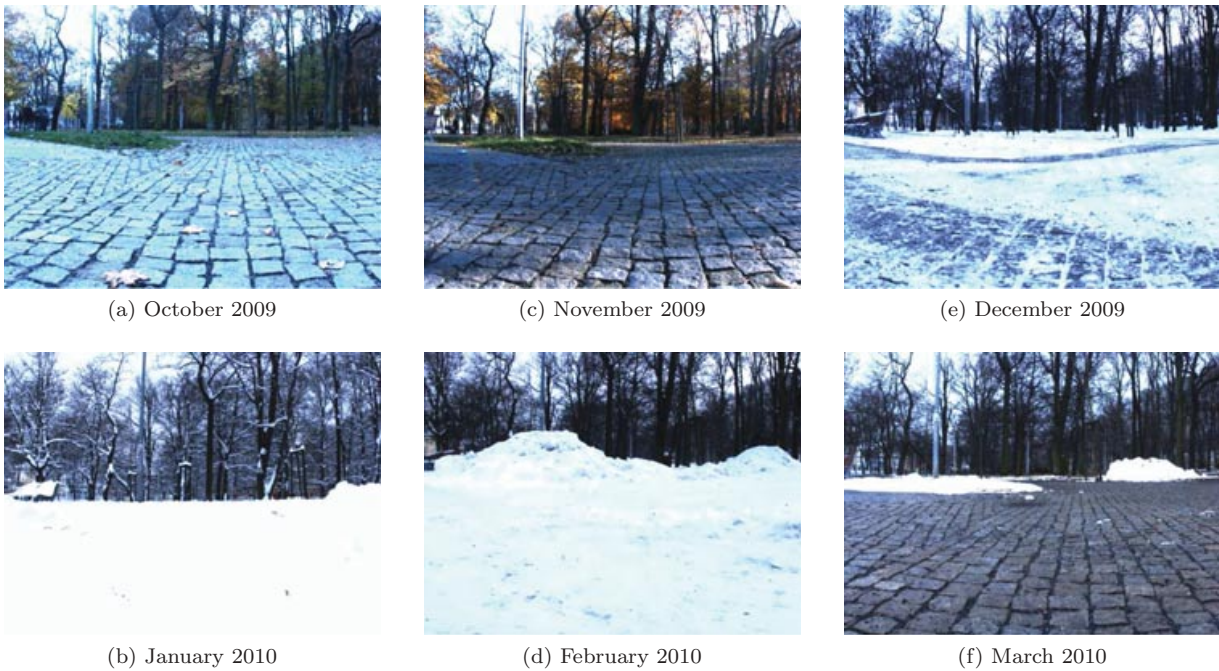 (a) October 2009
(c) November 2009
(e) December 2009
(b) January 2010
(d) February 2010
(f) March 2010